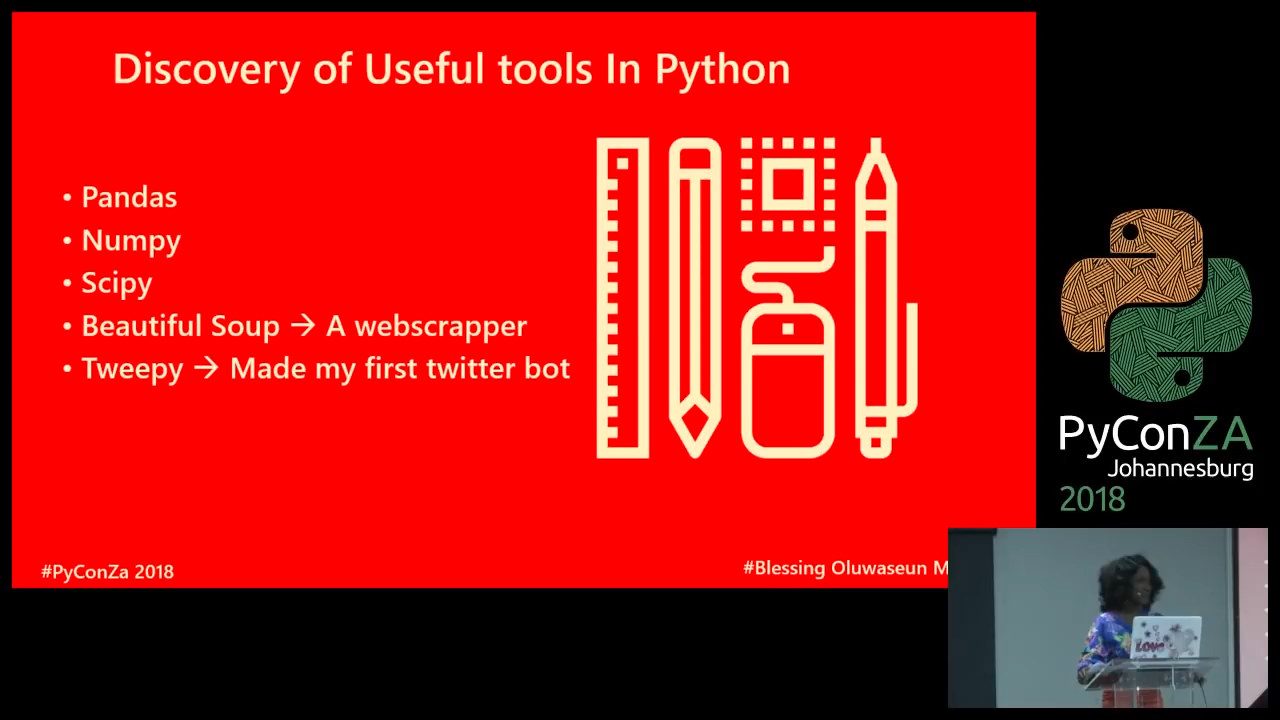 Discovery of Useful tools In Python
• Pandas
• Numpy
• Scipy
• Beautiful Soup → A webscrapper
• Tweepy → Made my first twitter bot
#PyConZa 2018
#Blessing Oluwaseun M
PyConZA
Johannesburg
2018
LOVE